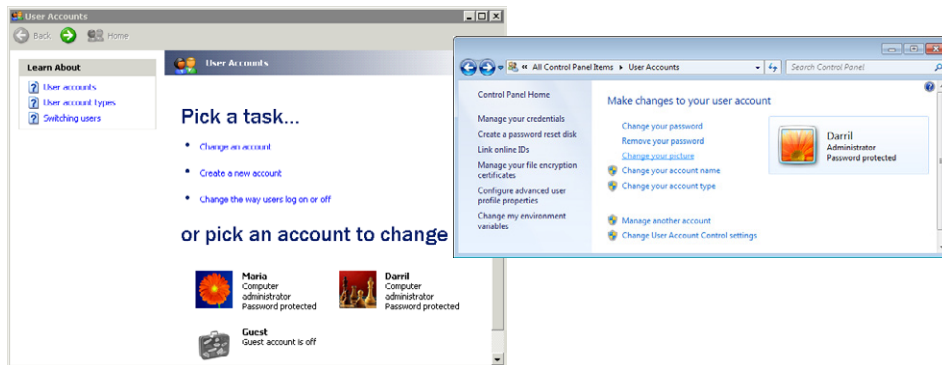 User Accounts
Back
Home
Learn About
User accounts
User account types
Switching users
User Accounts
Pick a task...
Change an account
Create a new account
Change the way users log on or off
or pick an account to change
Maria
Computer
administrator
Password protected
Darril
Computer
administrator
Password protected
Guest
Guest account is off
« All Control Panel Items ▸ User Accounts
Search Control Panel
Control Panel Home
Manage your credentials
Create a password reset disk
Link online IDs
Manage your file encryption
certificates
Configure advanced user
profile properties
Change my environment
variables
Make changes to your user account
Change your password
Remove your password
Change your picture
Change your account name
Change your account type
Manage another account
Change User Account Control settings
Darril
Administrator
Password protected